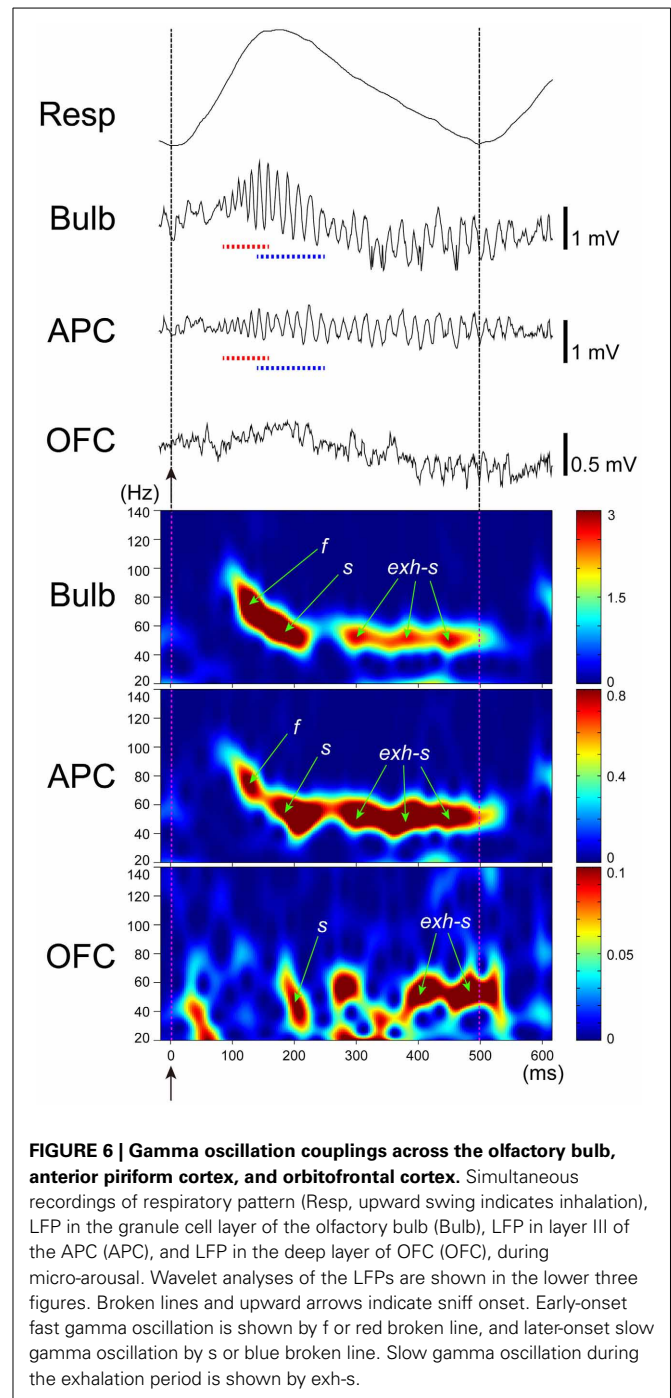 Resp
Bulb
1 mV
APC
1 mV
OFC
0.5 mV
(Hz)
140
120
100
80
60
40
20
Bulb
f
s
exh-s
3
1.5
0
140
120
100
80
60
40
20
APC
f
s
exh-s
0.8
0.4
0
140
120
100
80
60
40
20
OFC
s
exh-s
0.1
0.05
0
0 100 200 300 400 500 600
(ms)
FIGURE 6 | Gamma oscillation couplings across the olfactory bulb,
anterior piriform cortex, and orbitofrontal cortex. Simultaneous
recordings of respiratory pattern (Resp, upward swing indicates inhalation),
LFP in the granule cell layer of the olfactory bulb (Bulb), LFP in layer III of
the APC (APC), and LFP in the deep layer of OFC (OFC), during
micro-arousal. Wavelet analyses of the LFPs are shown in the lower three
figures. Broken lines and upward arrows indicate sniff onset. Early-onset
fast gamma oscillation is shown by f or red broken line, and later-onset slow
gamma oscillation by s or blue broken line. Slow gamma oscillation during
the exhalation period is shown by exh-s.